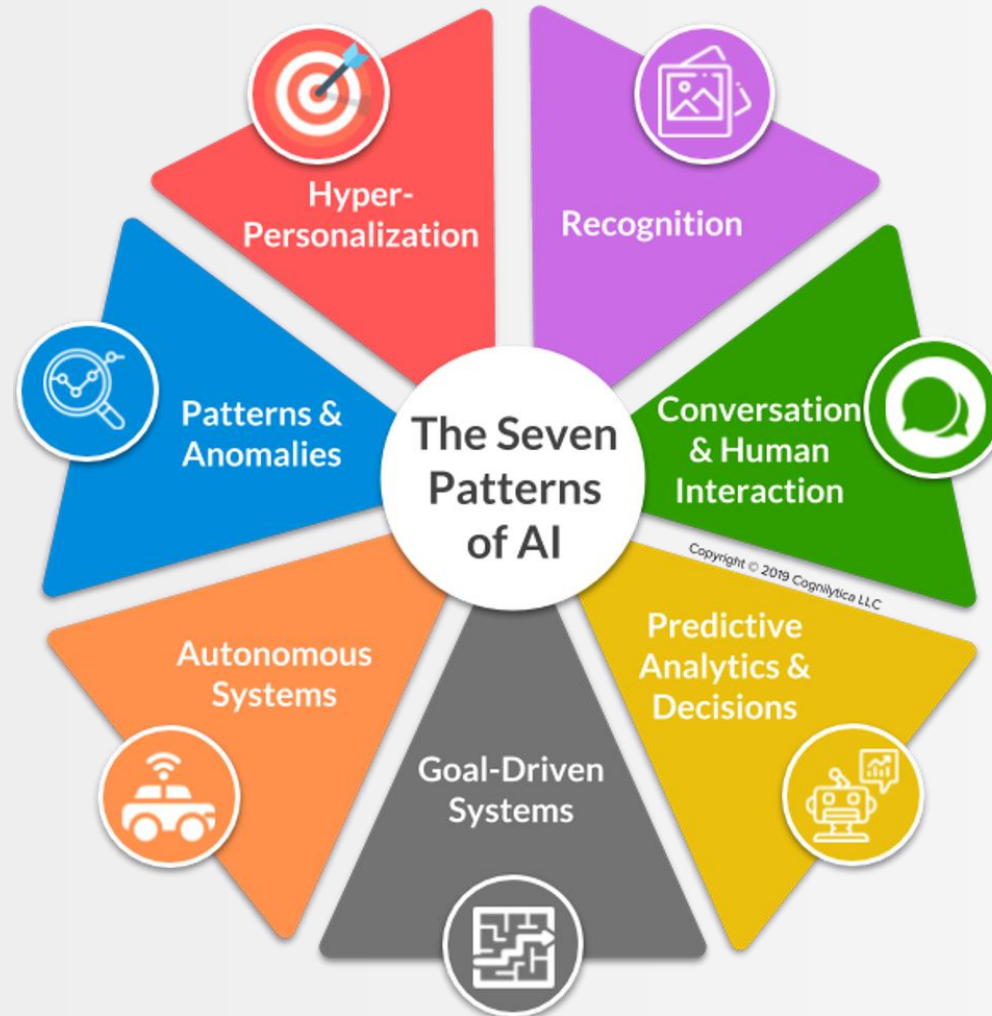 The Seven
Patterns
of AI
Hyper-
Personalization
Recognition
Conversation
& Human
Interaction
Copyright © 2019 Cognilytica LLC
Predictive
Analytics &
Decisions
Goal-Driven
Systems
Autonomous
Systems
Patterns &
Anomalies